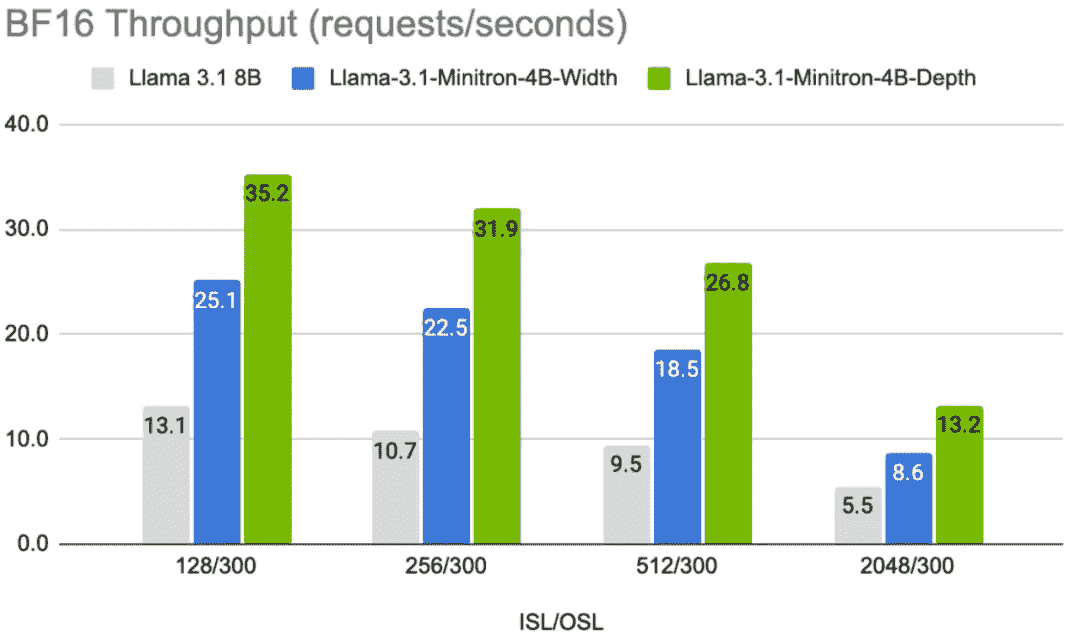 BF16 Throughput (requests/seconds)
Llama 3.1 8B Llama-3.1-Minitron-4B-Width Llama-3.1-Minitron-4B-Depth
40.0
30.0
20.0
10.0
0.0
13.1 25.1 35.2
10.7 22.5 31.9
9.5 18.5 26.8
5.5 8.6 13.2
128/300 256/300 512/300 2048/300
ISL/OSL